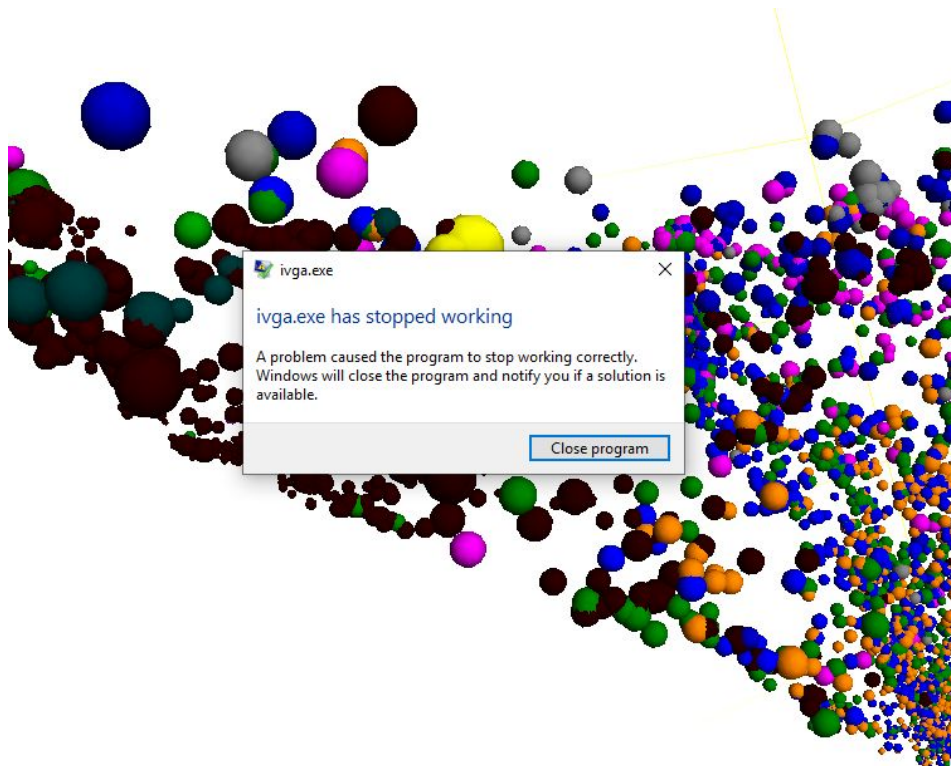 ivga.exe
ivga.exe has stopped working
A problem caused the program to stop working correctly.
Windows will close the program and notify you if a solution is
available.
Close program